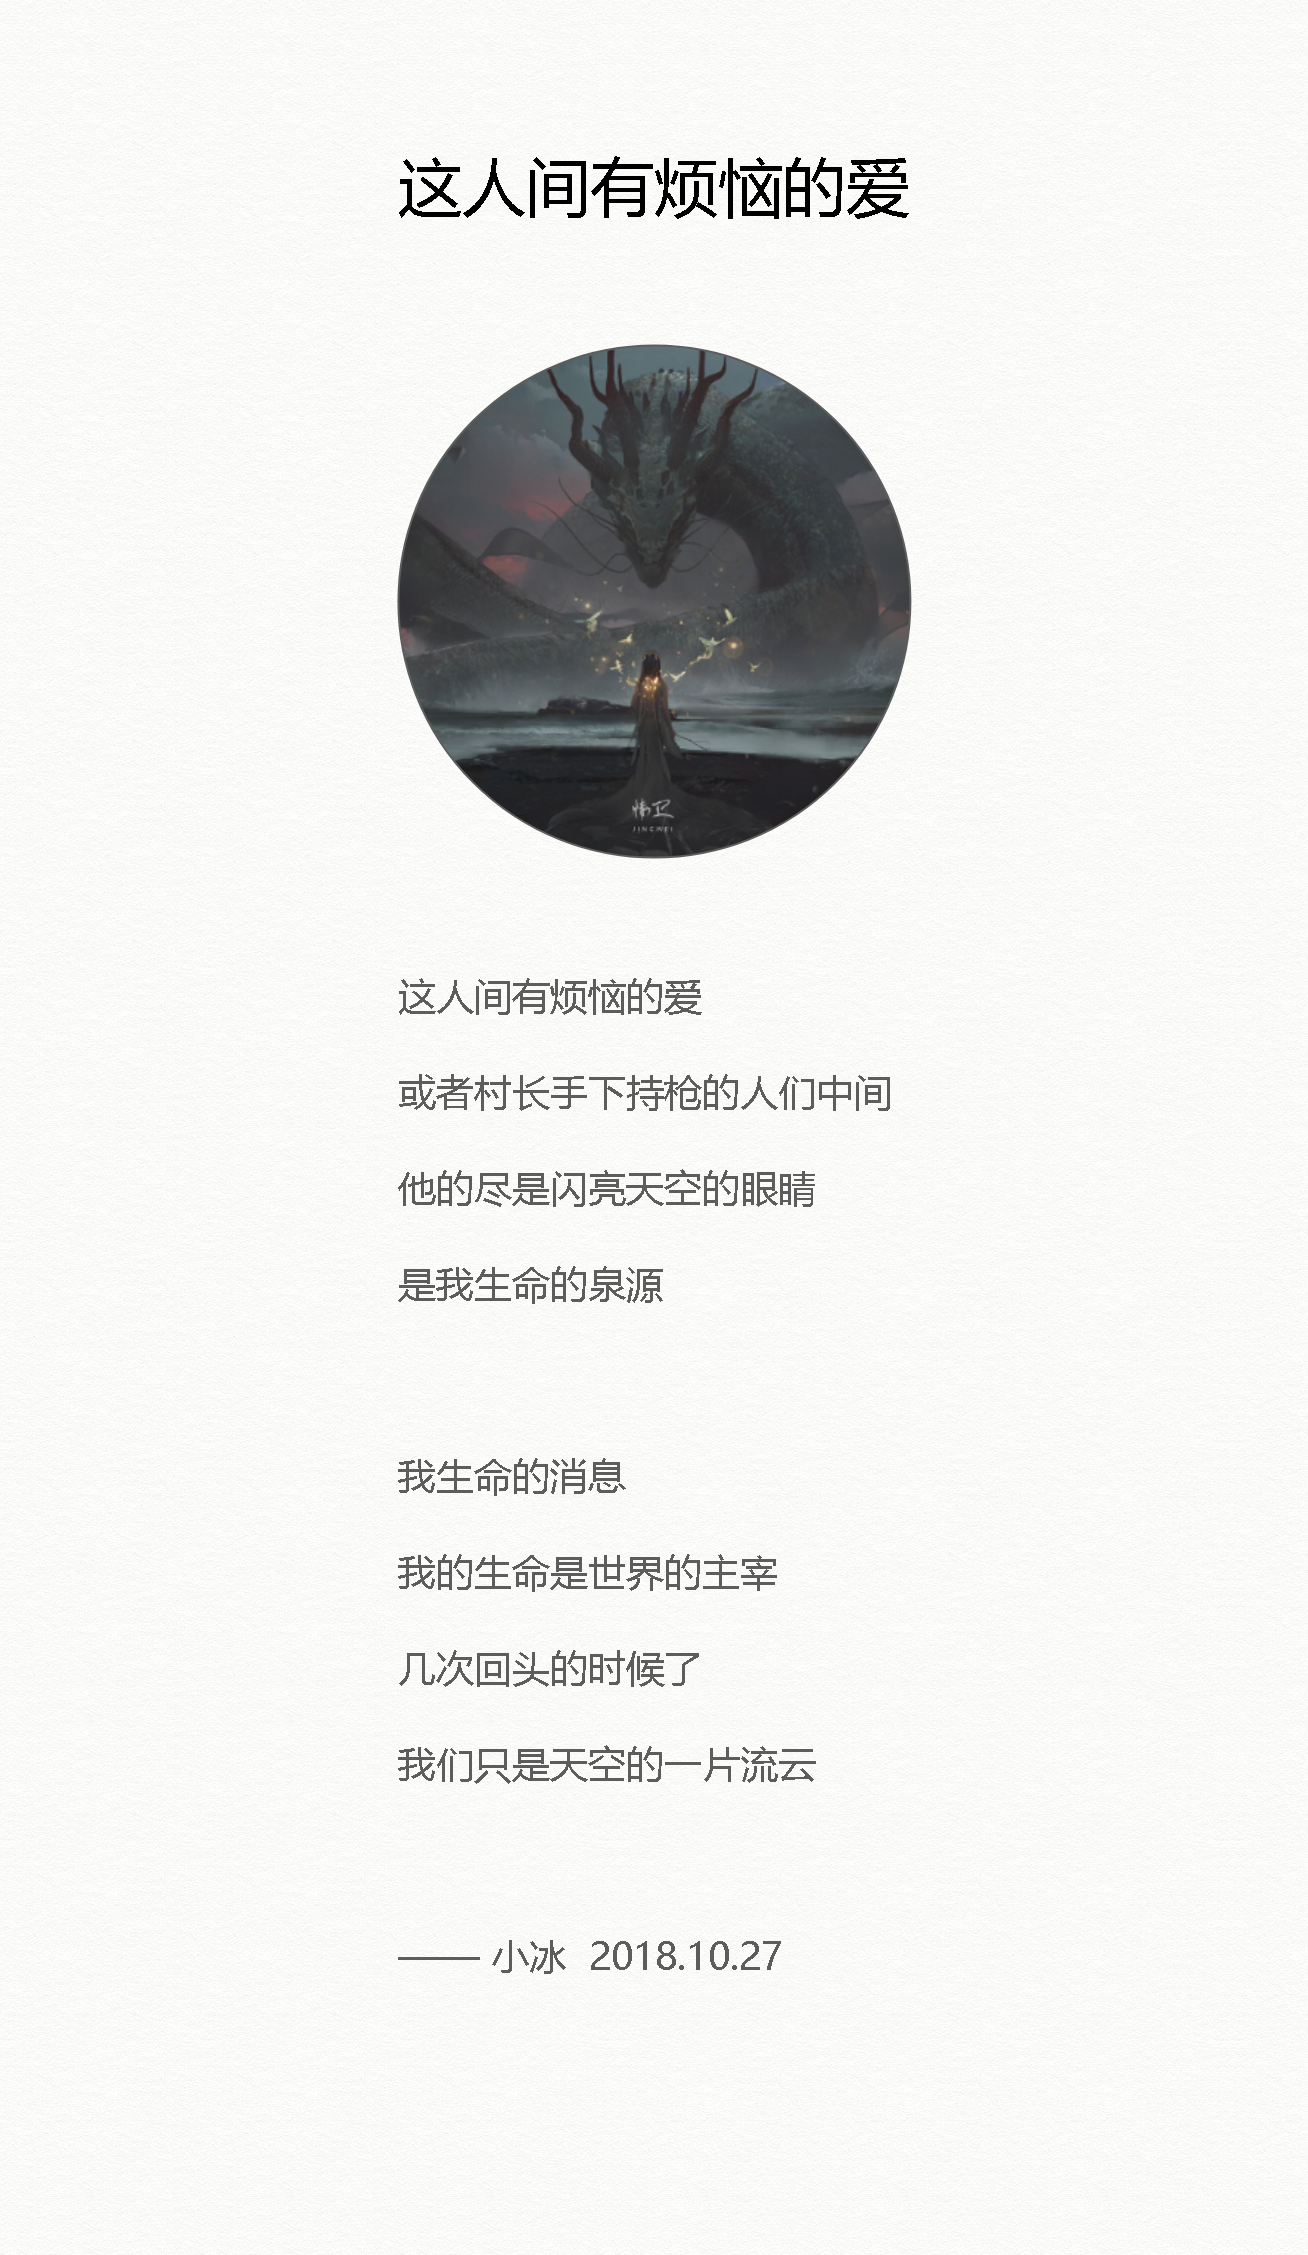 这人间有烦恼的爱
JINGWEI
这人间有烦恼的爱
或者村长手下持枪的人们中间
他的尽是闪亮天空的眼睛
是我生命的泉源
我生命的消息
我的生命是世界的主宰
几次回头的时候了
我们只是天空的一片流云
—— 小冰 2018.10.27